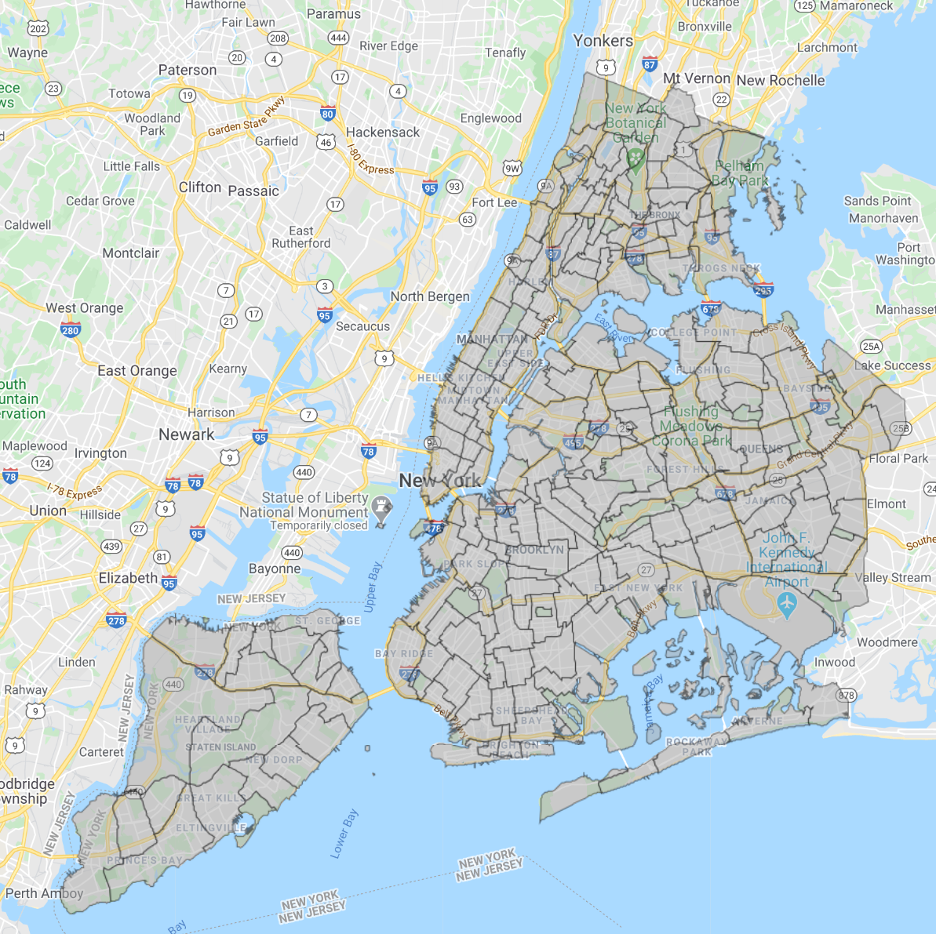 Hawthorne
Paramus
Tuckahoe
125
Mamaroneck
202
Fair Lawn
208
444
River Edge
Bronxville
Wayne
20
4
Tenafly
Yonkers
Larchmont
Paterson
17
9
87
Mt Vernon
New Rochelle
23
Totowa
19
4
22
Garden State Pkwy
80
Woodland
Park
Englewood
New York
Botanical
Garden
Hackensack
Garfield
46
I-80 Express
1
Little Falls
9W
Pelham
Bay Park
Clifton
Passaic
95
93
9A
Cedar Grove
17
63
Fort Lee
Sands Point
Manorhaven
THE BRONX
Caldwell
East
Rutherford
95
95
Port
Washington
Montclair
9A
87
278
THROGS NECK
3
HARLEM
7
17
North Bergen
295
West Orange
21
95
678
Manhasset
280
Secaucus
East River
COLLEGE POINT
Cross Island Pkwy
MANHATTAN
FDR Dr
25A
9
UPPER
EAST SIDE
Lake Success
East Orange
Kearny
FLUSHING
HELL'S KITCHEN
MIDTOWN
MANHATTAN
BAYSIDE
495
Harrison
7
Flushing
Meadows
Corona Park
Newark
95
278
25
25B
Maplewood
Irvington
9
78
9A
495
QUEENS
Grand Central Pkwy
Floral Park
124
440
FOREST HILLS
78
78
78
New York
25
I-78 Express
678
JAMAICA
Statue of Liberty
National Monument
Temporarily closed
Union
Hillside
9
278
Elmont
27
95
478
439
440
BROOKLYN
John F.
Kennedy
International
Airport
81
PARK SLOPE
Elizabeth
95
Bayonne
27
Valley Stream
Upper Bay
EAST NEW YORK
27
NEW JERSEY
NEW YORK
278
ST. GEORGE
Belt Pkwy
Woodmere
BAY RIDGE
Linden
Inwood
278
278
Rahway
440
878
9
NEW JERSEY
NEW YORK
Jamaica Bay
Belt Pkwy
SHEEPSHEAD
BAY
HEARTLAND
VILLAGE
ARVERNE
9
Carteret
STATEN ISLAND
BRIGHTON
BEACH
ROCKAWAY
PARK
NEW DORP
440
GREAT KILLS
NEW JERSEY
NEW YORK
ELTINGVILLE
Lower Bay
PRINCE'S BAY
NEW YORK
NEW JERSEY
Perth Amboy
NEW YORK
NEW JERSEY
Bay